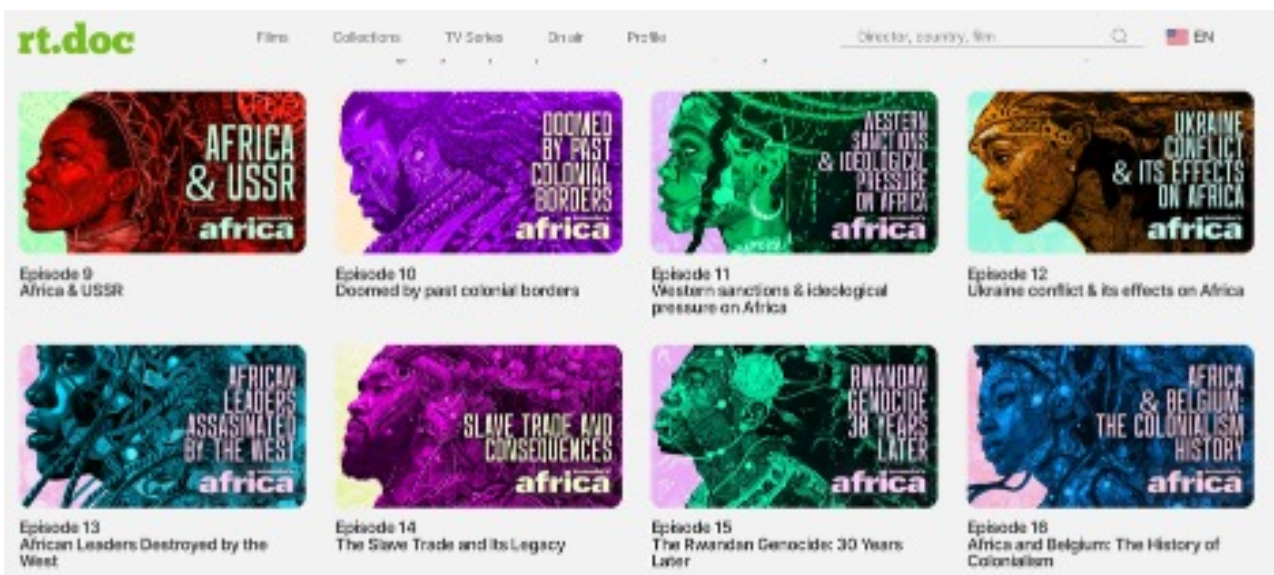 rt.doc
Films
Collections
TV Series
On air
Profile
Director, country, film
EN
AFRICA
& USSR
africa
DOOMED
BY PAST
COLONIAL
BORDERS
africa
WESTERN
SANCTIONS
& IDEOLOGICAL
PRESSURE
ON AFRICA
africa
UKRAINE
CONFLICT
& ITS EFFECTS
ON AFRICA
africa
Episode 9
Africa & USSR
Episode 10
Doomed by past colonial borders
Episode 11
Western sanctions & ideological
pressure on Africa
Episode 12
Ukraine conflict & its effects on Africa
AFRICAN
LEADERS
ASSASINATED
BY THE WEST
africa
SLAVE TRADE AND
CONSEQUENCES
africa
RWANDAN
GENOCIDE
30 YEARS
LATER
africa
AFRICA
& BELGIUM:
THE COLONIALISM
HISTORY
africa
Episode 13
African Leaders Destroyed by the
West
Episode 14
The Slave Trade and Its Legacy
Episode 15
The Rwandan Genocide: 30 Years
Later
Episode 16
Africa and Belgium: The History of
Colonialism